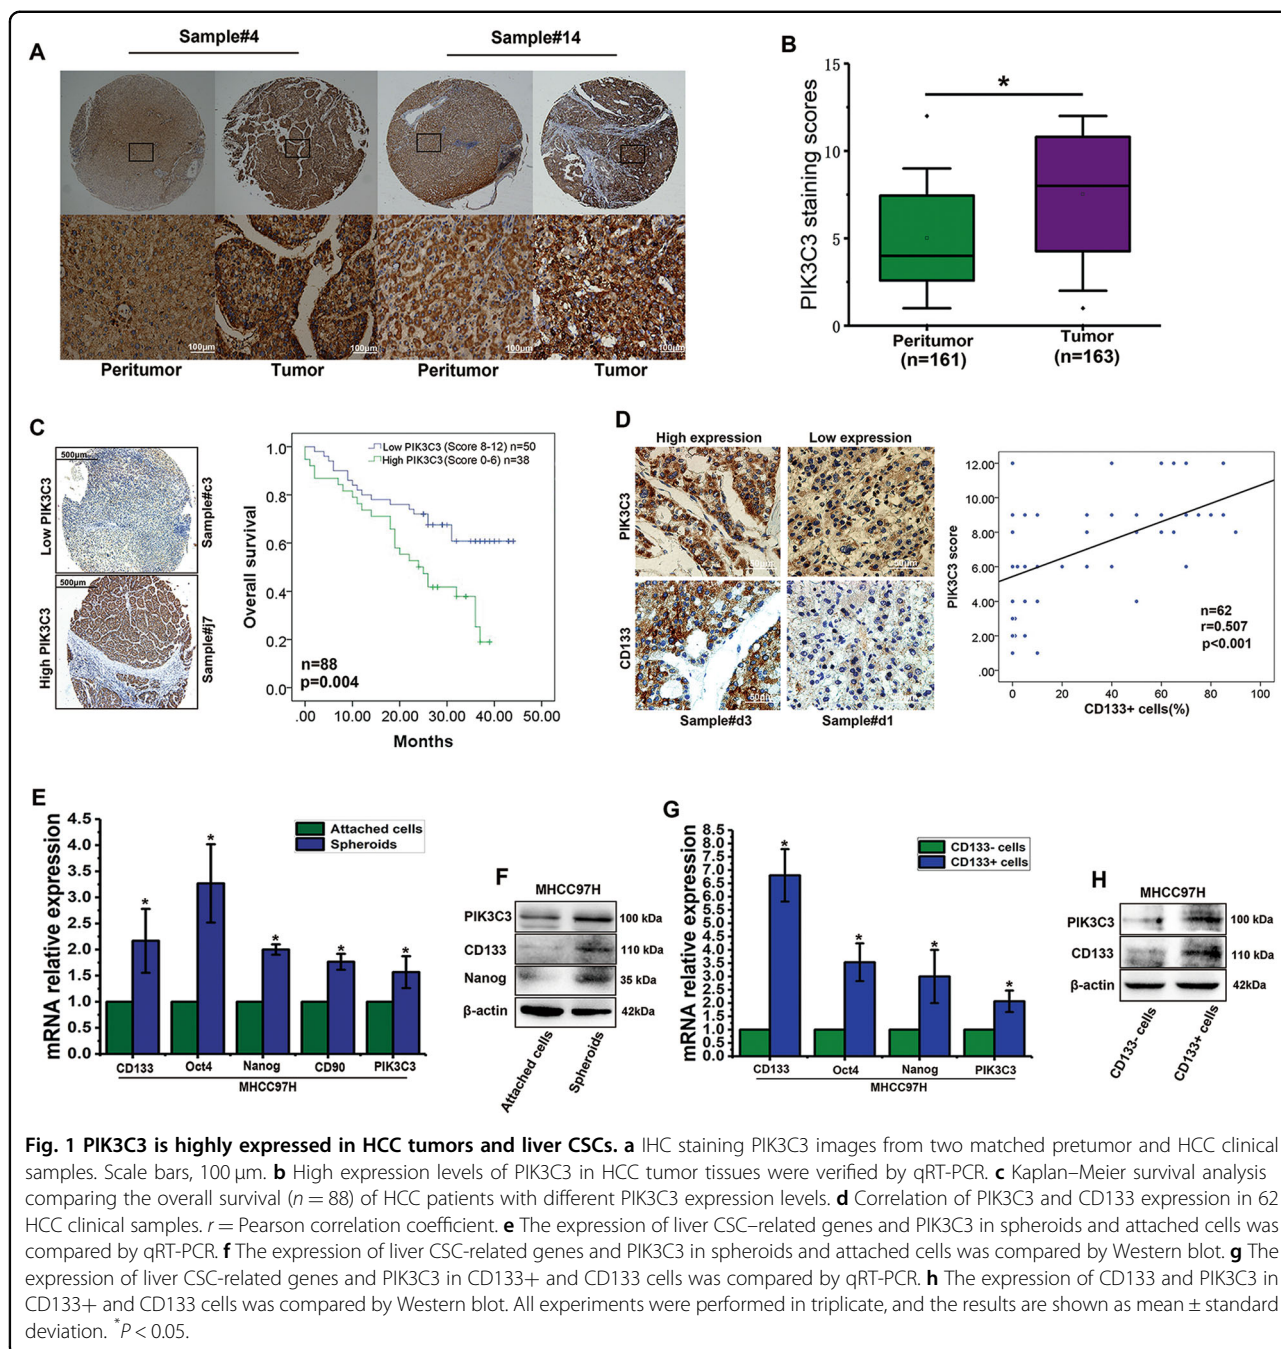 A
Sample#4
Sample#14
100μm
100μm
100μm
100μm
Peritumor
Tumor
Peritumor
Tumor
B
PIK3C3 staining scores
15
10
5
0
*
Peritumor
(n=161)
Tumor
(n=163)
C
500μm
Low PIK3C3
Sample#c3
500μm
High PIK3C3
Sample#j7
Overall survival
1.0
0.8
0.6
0.4
0.2
0.0
Low PIK3C3 (Score 8-12) n=50
High PIK3C3(Score 0-6) n=38
n=88
p=0.004
.00 10.00 20.00 30.00 40.00 50.00
Months
D
High expression
Low expression
PIK3C3
50μm
50μm
CD133
50μm
Sample#d3
Sample#d1
PIK3C3 score
12.00
10.00
8.00
6.00
4.00
2.00
.00
n=62
r=0.507
p<0.001
0 20 40 60 80 100
CD133+ cells(%)
E
mRNA relative expression
4.5
4.0
3.5
3.0
2.5
2.0
1.5
1.0
0.5
0.0
Attached cells
Spheroids
* * * * *
CD133 Oct4 Nanog CD90 PIK3C3
MHCC97H
F
MHCC97H
PIK3C3 100 kDa
CD133 110 kDa
Nanog 35 kDa
β-actin 42kDa
Attached cells
Spheroids
G
mRNA relative expression
8.5
8.0
7.5
7.0
6.5
6.0
5.5
5.0
4.5
4.0
3.5
3.0
2.5
2.0
1.5
1.0
0.5
0.0
CD133- cells
CD133+ cells
* * * *
CD133 Oct4 Nanog PIK3C3
MHCC97H
H
MHCC97H
PIK3C3 100 kDa
CD133 110 kDa
β-actin 42kDa
CD133- cells
CD133+ cells
Fig. 1 PIK3C3 is highly expressed in HCC tumors and liver CSCs. a IHC staining PIK3C3 images from two matched pretumor and HCC clinical
samples. Scale bars, 100 μm. b High expression levels of PIK3C3 in HCC tumor tissues were verified by qRT-PCR. c Kaplan–Meier survival analysis
comparing the overall survival (n = 88) of HCC patients with different PIK3C3 expression levels. d Correlation of PIK3C3 and CD133 expression in 62
HCC clinical samples. r = Pearson correlation coefficient. e The expression of liver CSC–related genes and PIK3C3 in spheroids and attached cells was
compared by qRT-PCR. f The expression of liver CSC-related genes and PIK3C3 in spheroids and attached cells was compared by Western blot. g The
expression of liver CSC-related genes and PIK3C3 in CD133+ and CD133 cells was compared by qRT-PCR. h The expression of CD133 and PIK3C3 in
CD133+ and CD133 cells was compared by Western blot. All experiments were performed in triplicate, and the results are shown as mean ± standard
deviation. *P < 0.05.